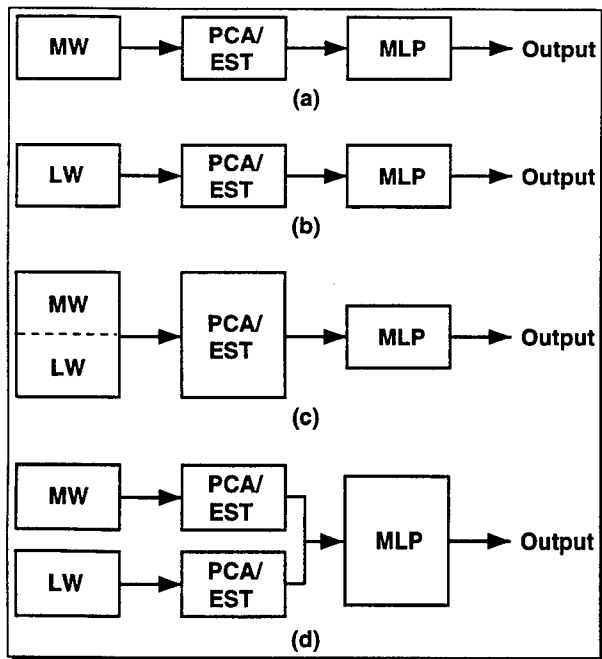 MW PCA/ MLP Output
EST
(a)
LW PCA/ MLP Output
EST
(b)
MW PCA/
EST MLP Output
LW
(c)
MW PCA/
EST
MLP Output
LW PCA/
EST
(d)